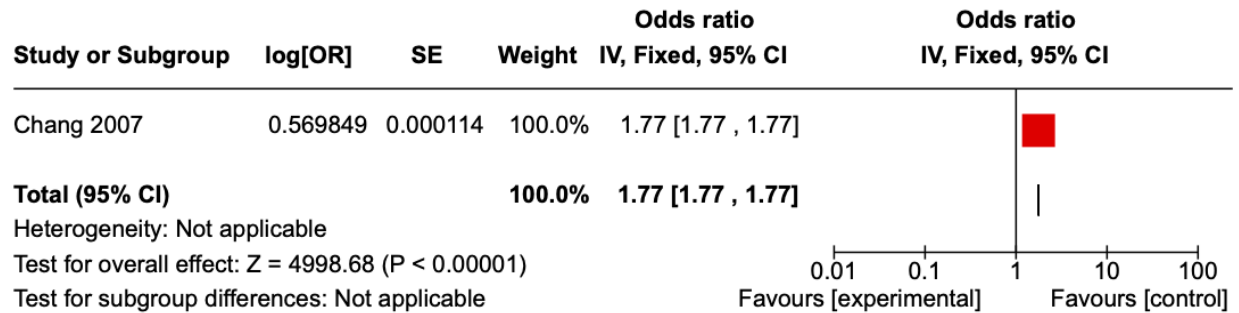 Odds ratio Odds ratio
Study or Subgroup log[OR] SE Weight IV, Fixed, 95% CI IV, Fixed, 95% CI
Chang 2007 0.569849 0.000114 100.0% 1.77 [1.77 , 1.77]
Total (95% CI) 100.0% 1.77 [1.77 , 1.77]
Heterogeneity: Not applicable
Test for overall effect: Z = 4998.68 (P < 0.00001)
0.01 0.1 1 10 100
Test for subgroup differences: Not applicable Favours [experimental] Favours [control]